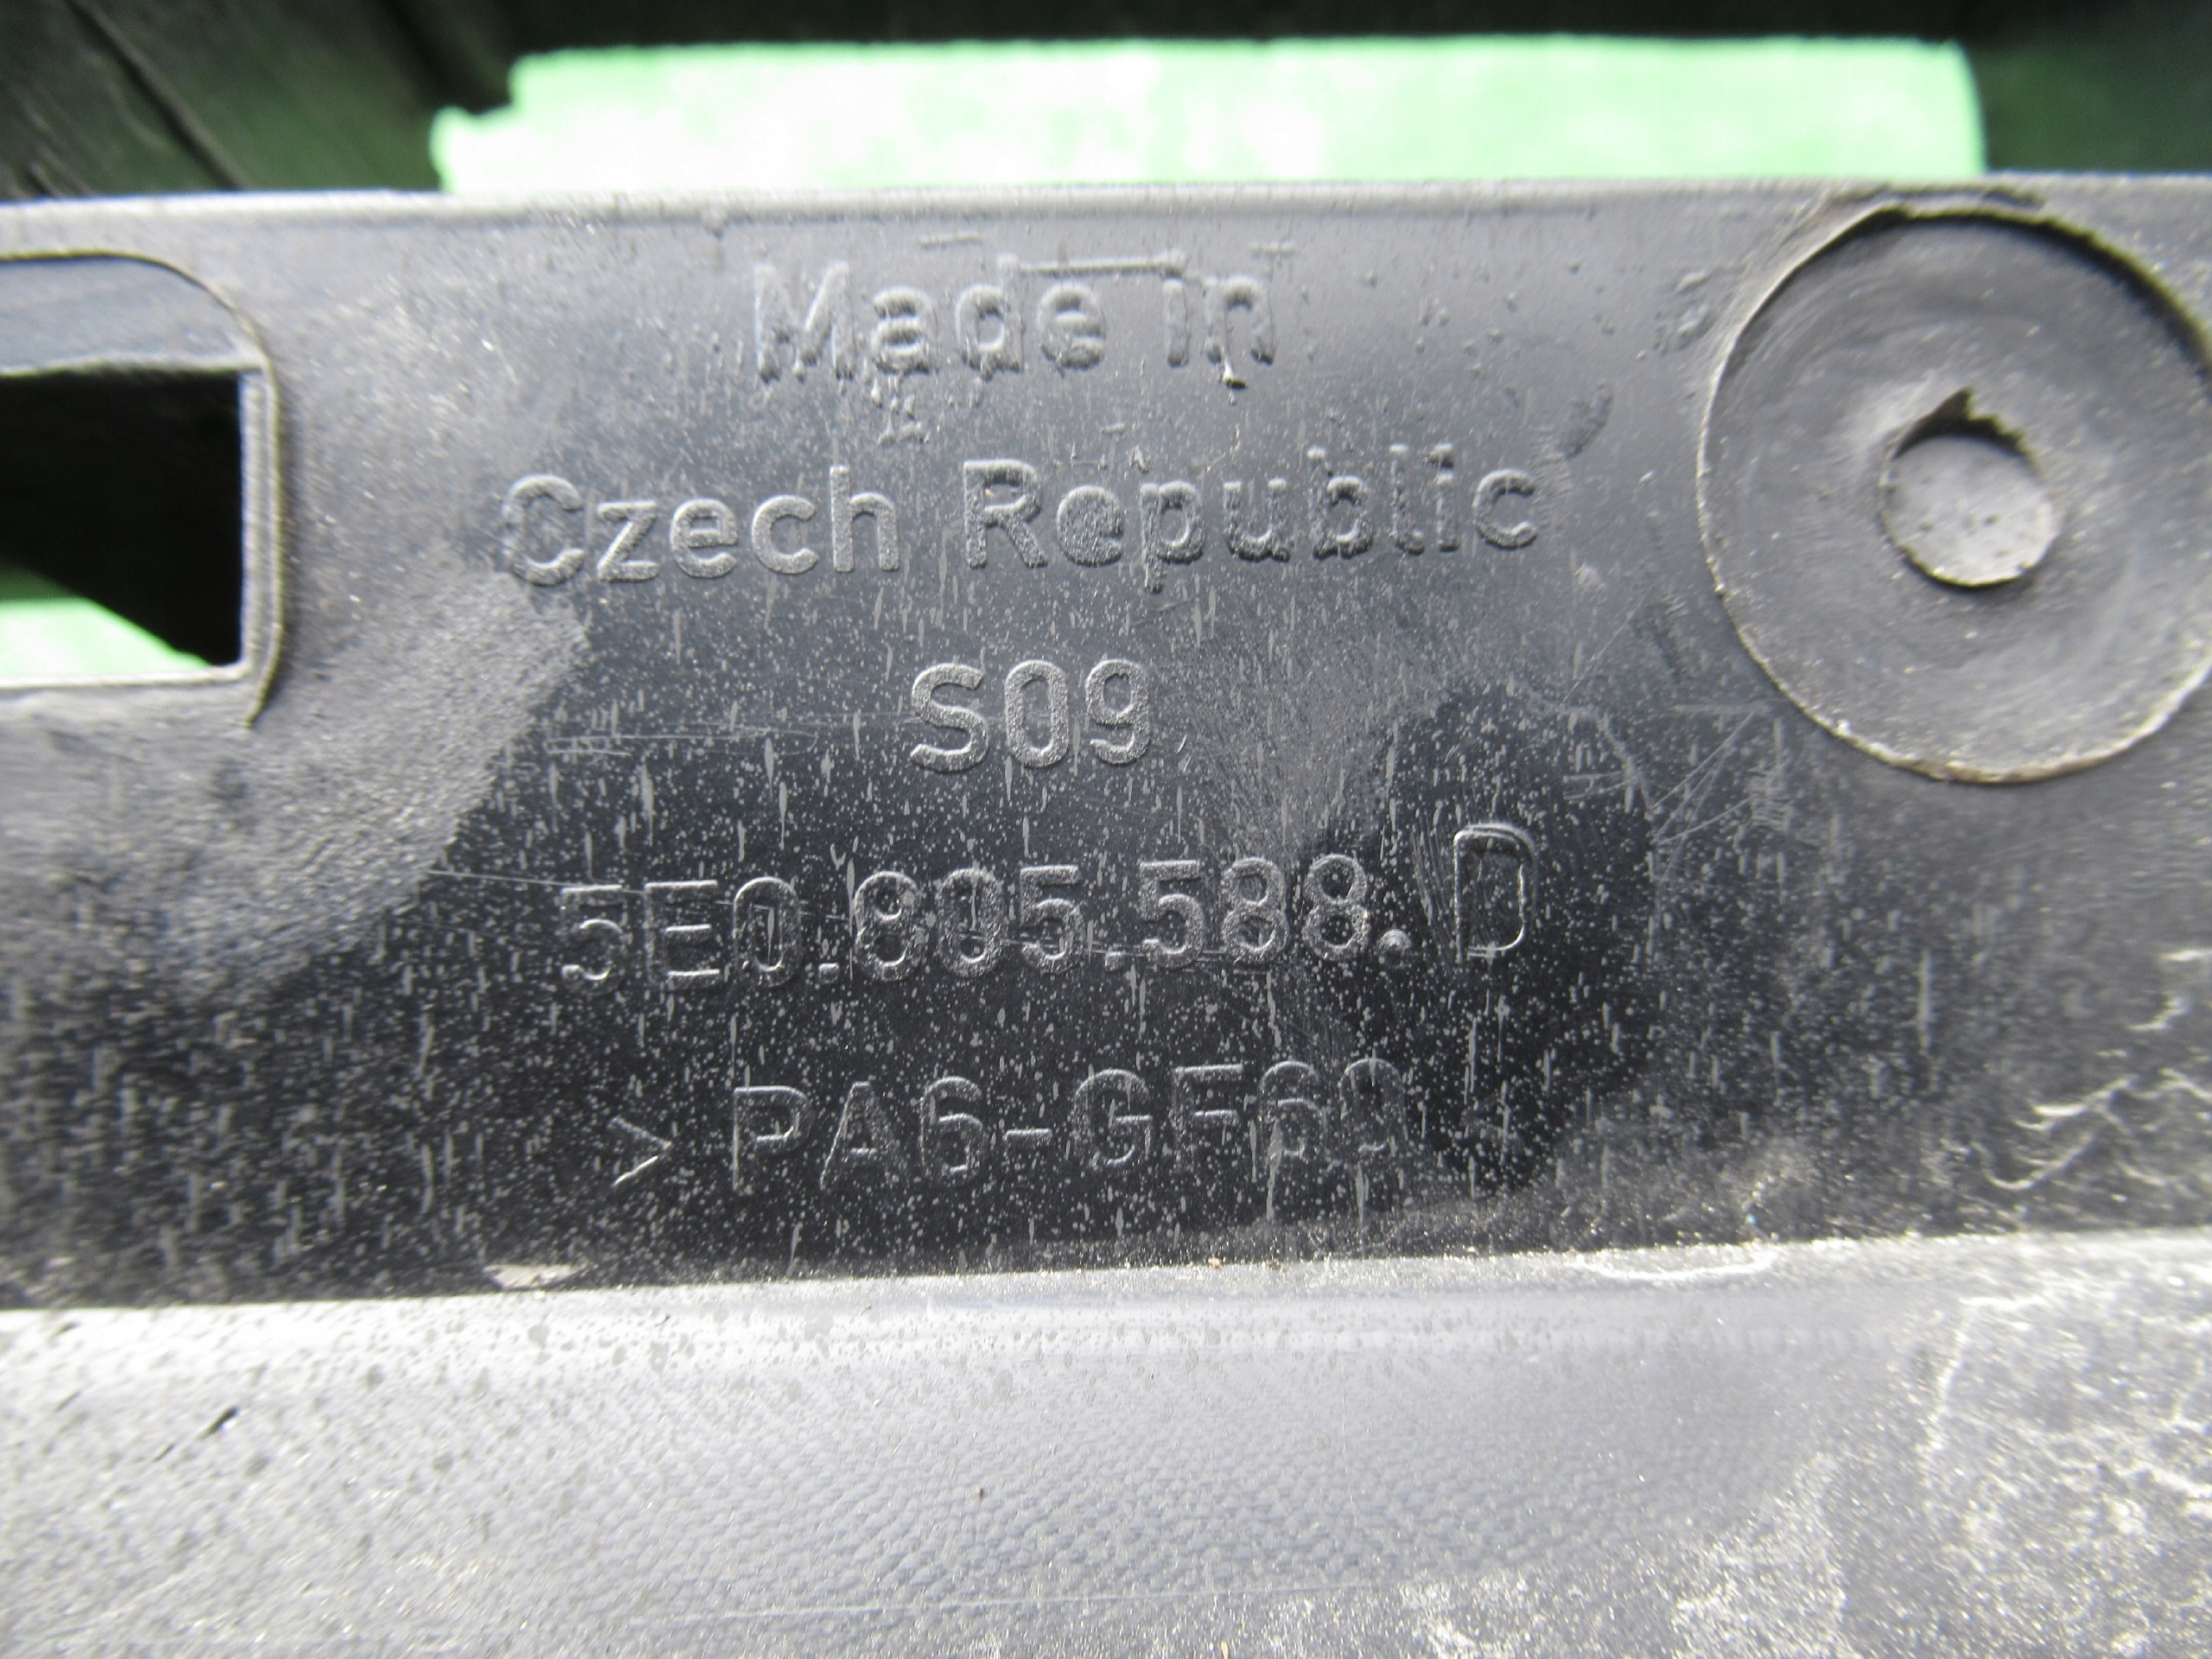 Made in
Czech Republic
S09
5E0.805.588.D
>PA6-GF60